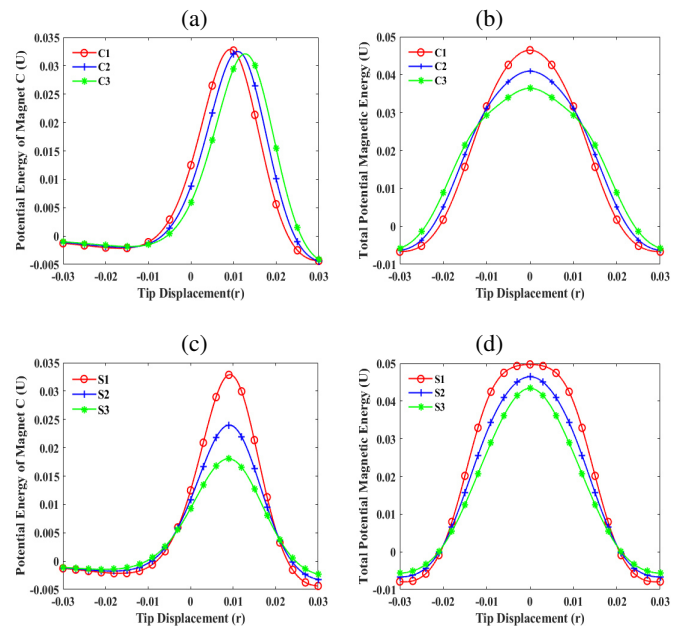 (a)
Potential Energy of Magnet C (U)
0.035
0.03
0.025
0.02
0.015
0.01
0.005
0
-0.005
C1
C2
C3
-0.03 -0.02 -0.01 0 0.01 0.02 0.03
Tip Displacement(r)
(b)
Total Potential Magnetic Energy (U)
0.05
0.04
0.03
0.02
0.01
0
-0.01
C1
C2
C3
-0.03 -0.02 -0.01 0 0.01 0.02 0.03
Tip Displacement (r)
(c)
Potential Energy of Magnet C (U)
0.035
0.03
0.025
0.02
0.015
0.01
0.005
0
-0.005
S1
S2
S3
-0.03 -0.02 -0.01 0 0.01 0.02 0.03
Tip Displacement (r)
(d)
Total Potential Magnetic Energy (U)
0.05
0.04
0.03
0.02
0.01
0
-0.01
S1
S2
S3
-0.03 -0.02 -0.01 0 0.01 0.02 0.03
Tip Displacement (r)